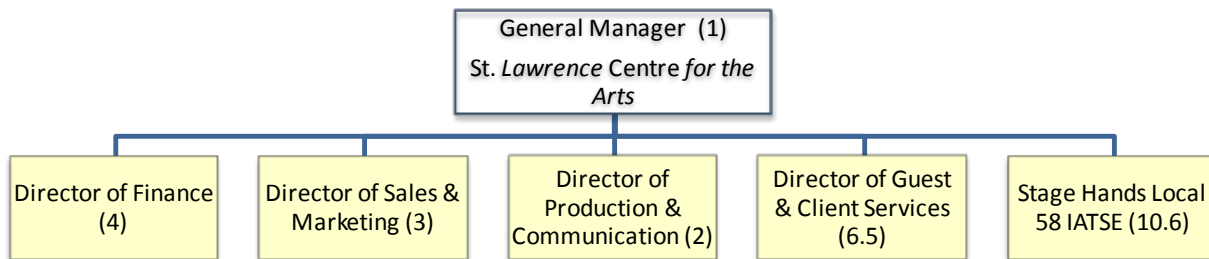 General Manager (1)
St. Lawrence Centre for the
Arts
Director of Finance
(4)
Director of Sales &
Marketing (3)
Director of
Production &
Communication (2)
Director of Guest
& Client Services
(6.5)
Stage Hands Local
58 IATSE (10.6)